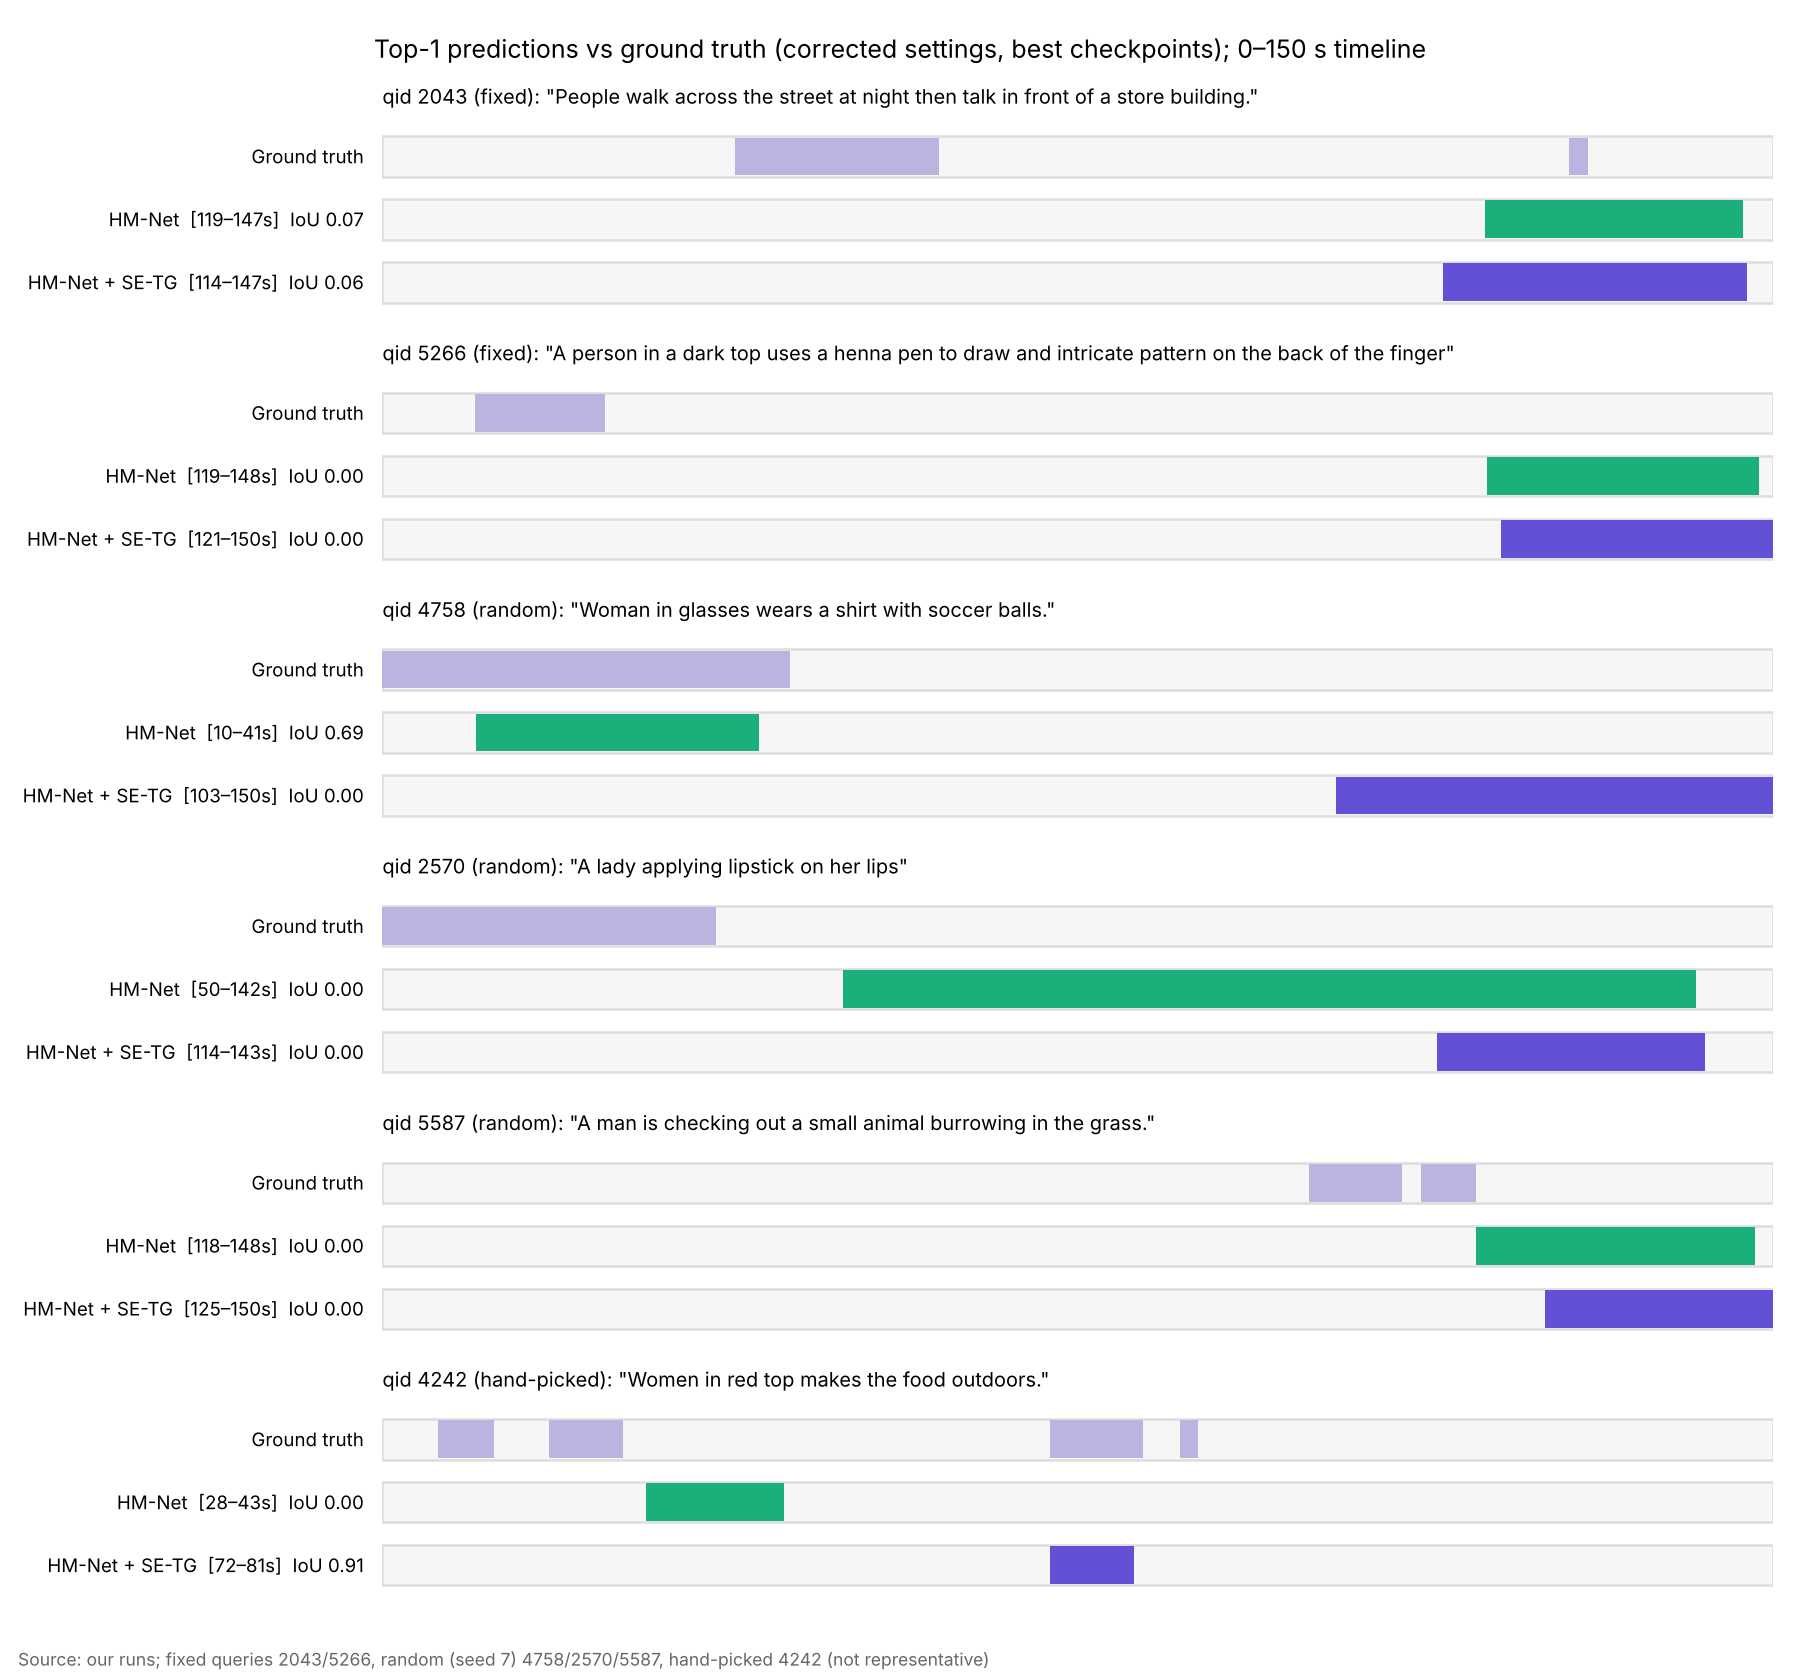 Top-1 predictions vs ground truth (corrected settings, best checkpoints); 0–150 s timeline
qid 2043 (fixed): "People walk across the street at night then talk in front of a store building."
Ground truth
HM-Net [119–147s] IoU 0.07
HM-Net + SE-TG [114–147s] IoU 0.06
qid 5266 (fixed): "A person in a dark top uses a henna pen to draw and intricate pattern on the back of the finger"
Ground truth
HM-Net [119–148s] IoU 0.00
HM-Net + SE-TG [121–150s] IoU 0.00
qid 4758 (random): "Woman in glasses wears a shirt with soccer balls."
Ground truth
HM-Net [10–41s] IoU 0.69
HM-Net + SE-TG [103–150s] IoU 0.00
qid 2570 (random): "A lady applying lipstick on her lips"
Ground truth
HM-Net [50–142s] IoU 0.00
HM-Net + SE-TG [114–143s] IoU 0.00
qid 5587 (random): "A man is checking out a small animal burrowing in the grass."
Ground truth
HM-Net [118–148s] IoU 0.00
HM-Net + SE-TG [125–150s] IoU 0.00
qid 4242 (hand-picked): "Women in red top makes the food outdoors."
Ground truth
HM-Net [28–43s] IoU 0.00
HM-Net + SE-TG [72–81s] IoU 0.91
Source: our runs; fixed queries 2043/5266, random (seed 7) 4758/2570/5587, hand-picked 4242 (not representative)